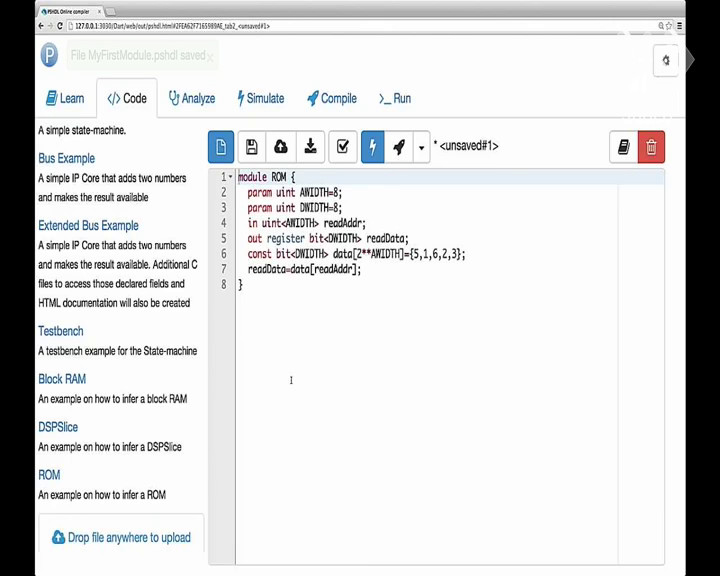 PSHDL Online compiler
127.0.0.1:3030/Dart/web/out/pshdl.html#2FEA62F7165989AE_tab2_<unsaved#1>
P
File MyFirstModule.pshdl saved x
Learn
</> Code
Analyze
Simulate
Compile
>_ Run
A simple state-machine.
Bus Example
A simple IP Core that adds two numbers
and makes the result available
Extended Bus Example
A simple IP Core that adds two numbers
and makes the result available. Additional C
files to access those declared fields and
HTML documentation will also be created
Testbench
A testbench example for the State-machine
Block RAM
An example on how to infer a block RAM
DSPSlice
An example on how to infer a DSPSlice
ROM
An example on how to infer a ROM
Drop file anywhere to upload
* <unsaved#1>
1 module ROM {
2 param uint AWIDTH=8;
3 param uint DWIDTH=8;
4 in uint<AWIDTH> readAddr;
5 out register bit<DWIDTH> readData;
6 const bit<DWIDTH> data[2**AWIDTH]={5,1,6,2,3};
7 readData=data[readAddr];
8 }